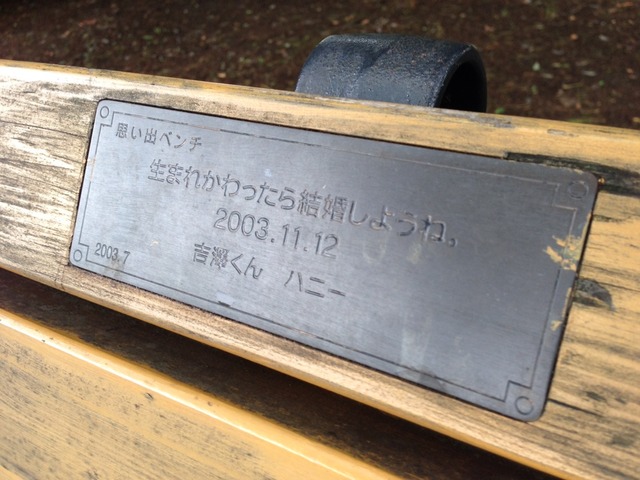 思い出ベンチ
生まれかわったら結婚しようね。
2003.11.12
吉澤くん ハニー
2003.7